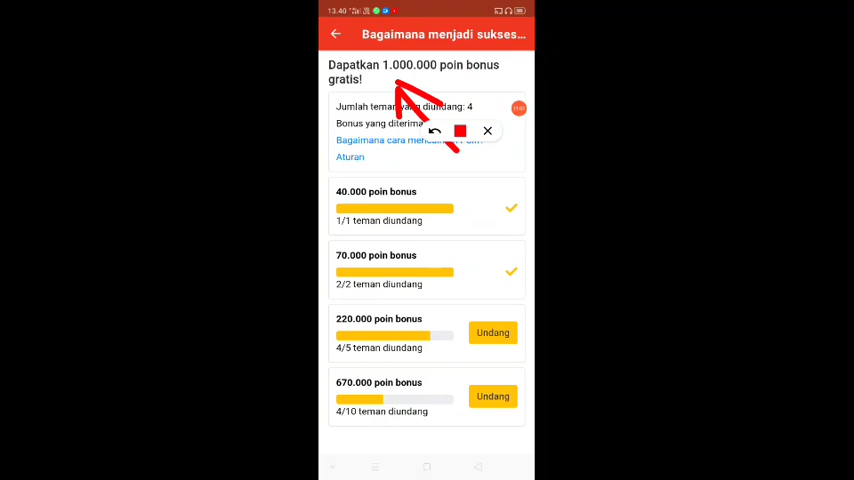 13.40
Bagaimana menjadi sukses...
Dapatkan 1.000.000 poin bonus
gratis!
Jumlah teman yang diundang: 4
Bonus yang diterima
Bagaimana cara
Aturan
40.000 poin bonus
1/1 teman diundang
70.000 poin bonus
2/2 teman diundang
220.000 poin bonus
Undang
4/5 teman diundang
670.000 poin bonus
Undang
4/10 teman diundang